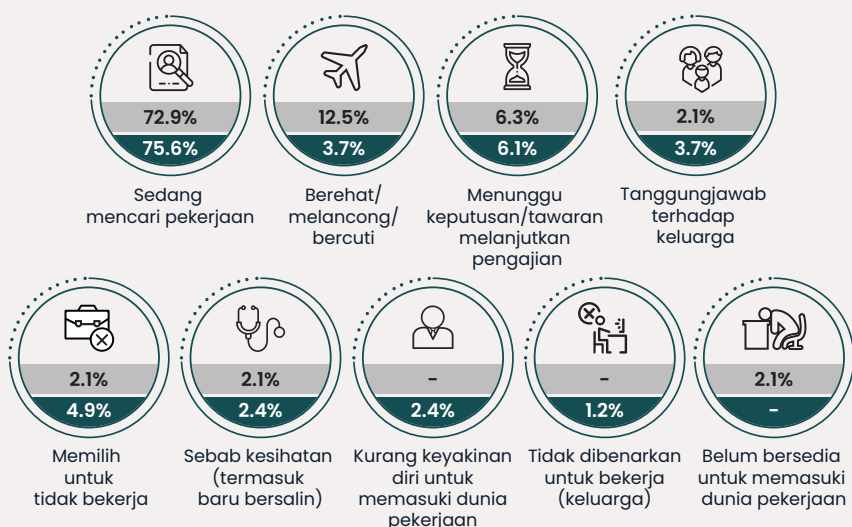 72.9%
75.6%
Sedang
mencari pekerjaan
12.5%
3.7%
Berehat/
melancong/
bercuti
6.3%
6.1%
Menunggu
keputusan/tawaran
melanjutkan
pengajian
2.1%
3.7%
Tanggungjawab
terhadap
keluarga
2.1%
4.9%
Memilih
untuk
tidak bekerja
2.1%
2.4%
Sebab kesihatan
(termasuk
baru bersalin)
-
2.4%
Kurang keyakinan
diri untuk
memasuki dunia
pekerjaan
-
1.2%
Tidak dibenarkan
untuk bekerja
(keluarga)
2.1%
-
Belum bersedia
untuk memasuki
dunia pekerjaan